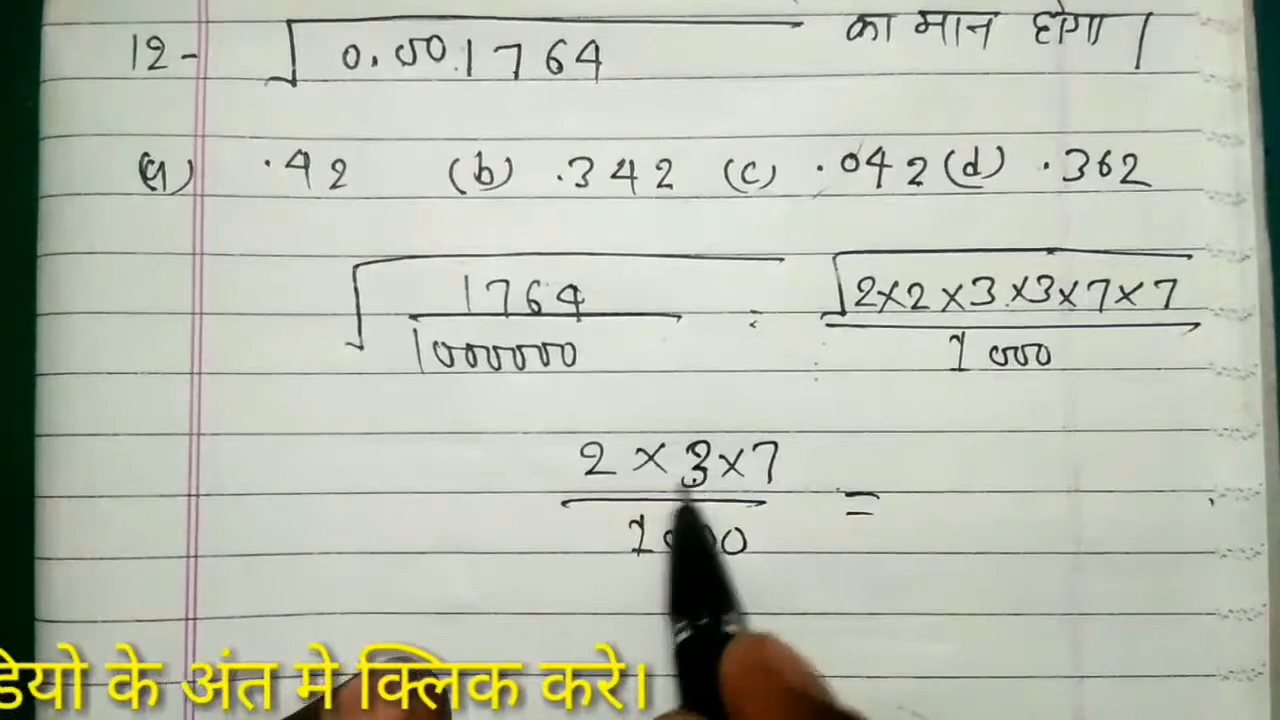 12- √0.001764 का मान होगा |
(a) .42 (b) .342 (c) .042 (d) .362
√1764/1000000 = √2×2×3×3×7×7/1000
2×3×7/1000 =
डियो के अंत मे क्लिक करे।